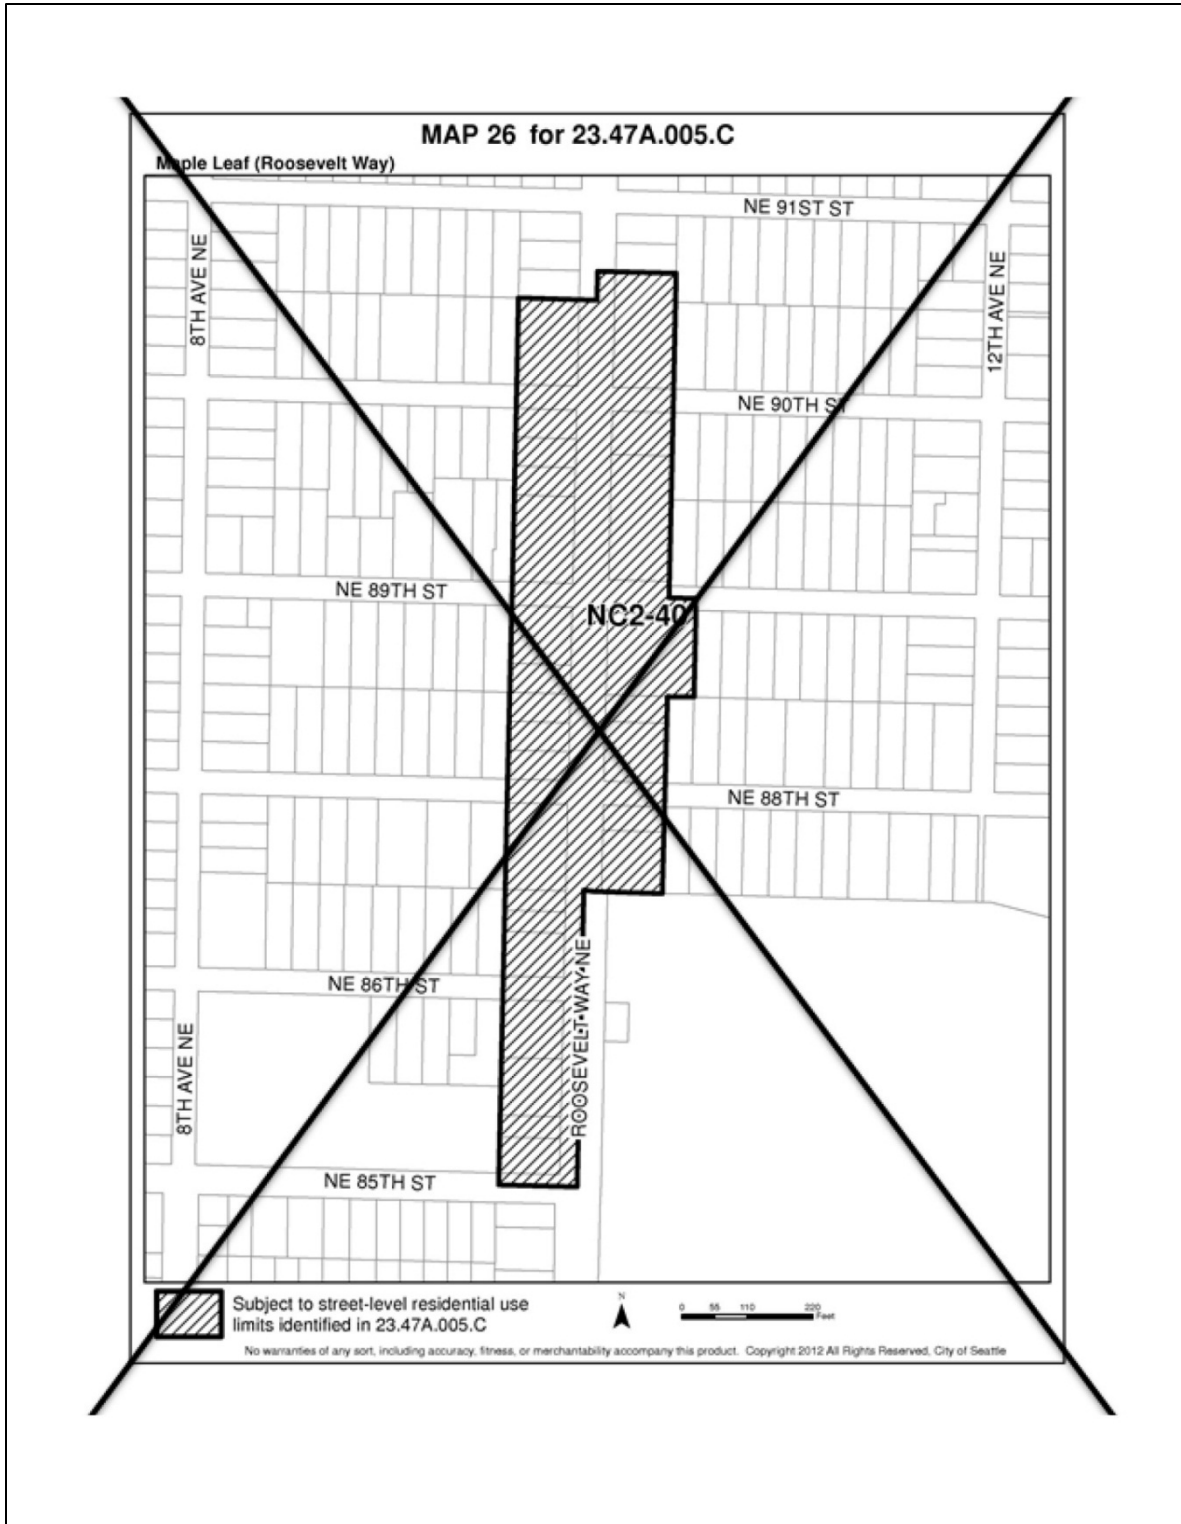 MAP 26 for 23.47A.005.C
Maple Leaf (Roosevelt Way)
NE 91ST ST
8TH AVE NE
12TH AVE NE
NE 90TH ST
NE 89TH ST
NC2-40
NE 88TH ST
ROOSEVELT WAY NE
NE 86TH ST
8TH AVE NE
NE 85TH ST
Subject to street-level residential use
limits identified in 23.47A.005.C
N
0 55 110 220
Feet
No warranties of any sort, including accuracy, fitness, or merchantability accompany this product. Copyright 2012 All Rights Reserved, City of Seattle